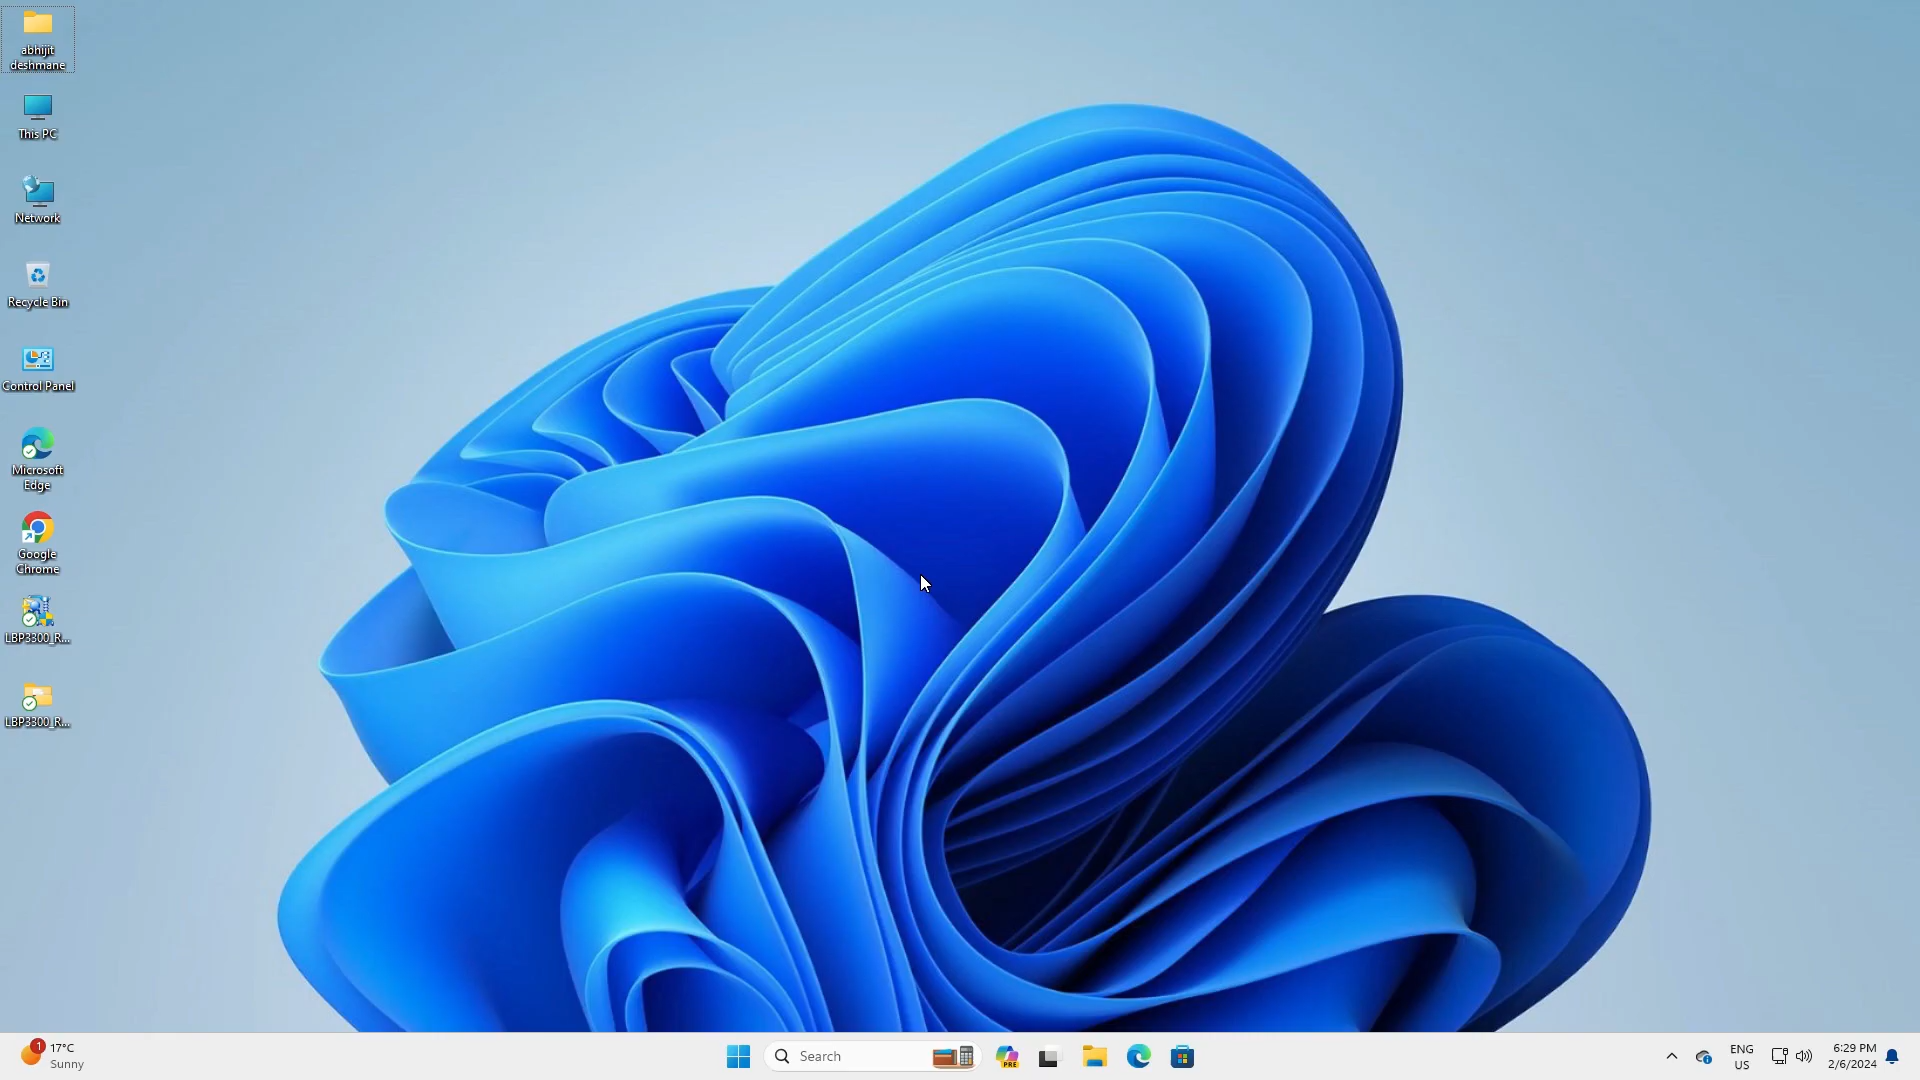 abhijit
deshmane
This PC
Network
Recycle Bin
Control Panel
Microsoft
Edge
Google
Chrome
LBP3300_R...
LBP3300_R...
1
17°C
Sunny
Search
PRE
ENG
US
6:29 PM
2/6/2024